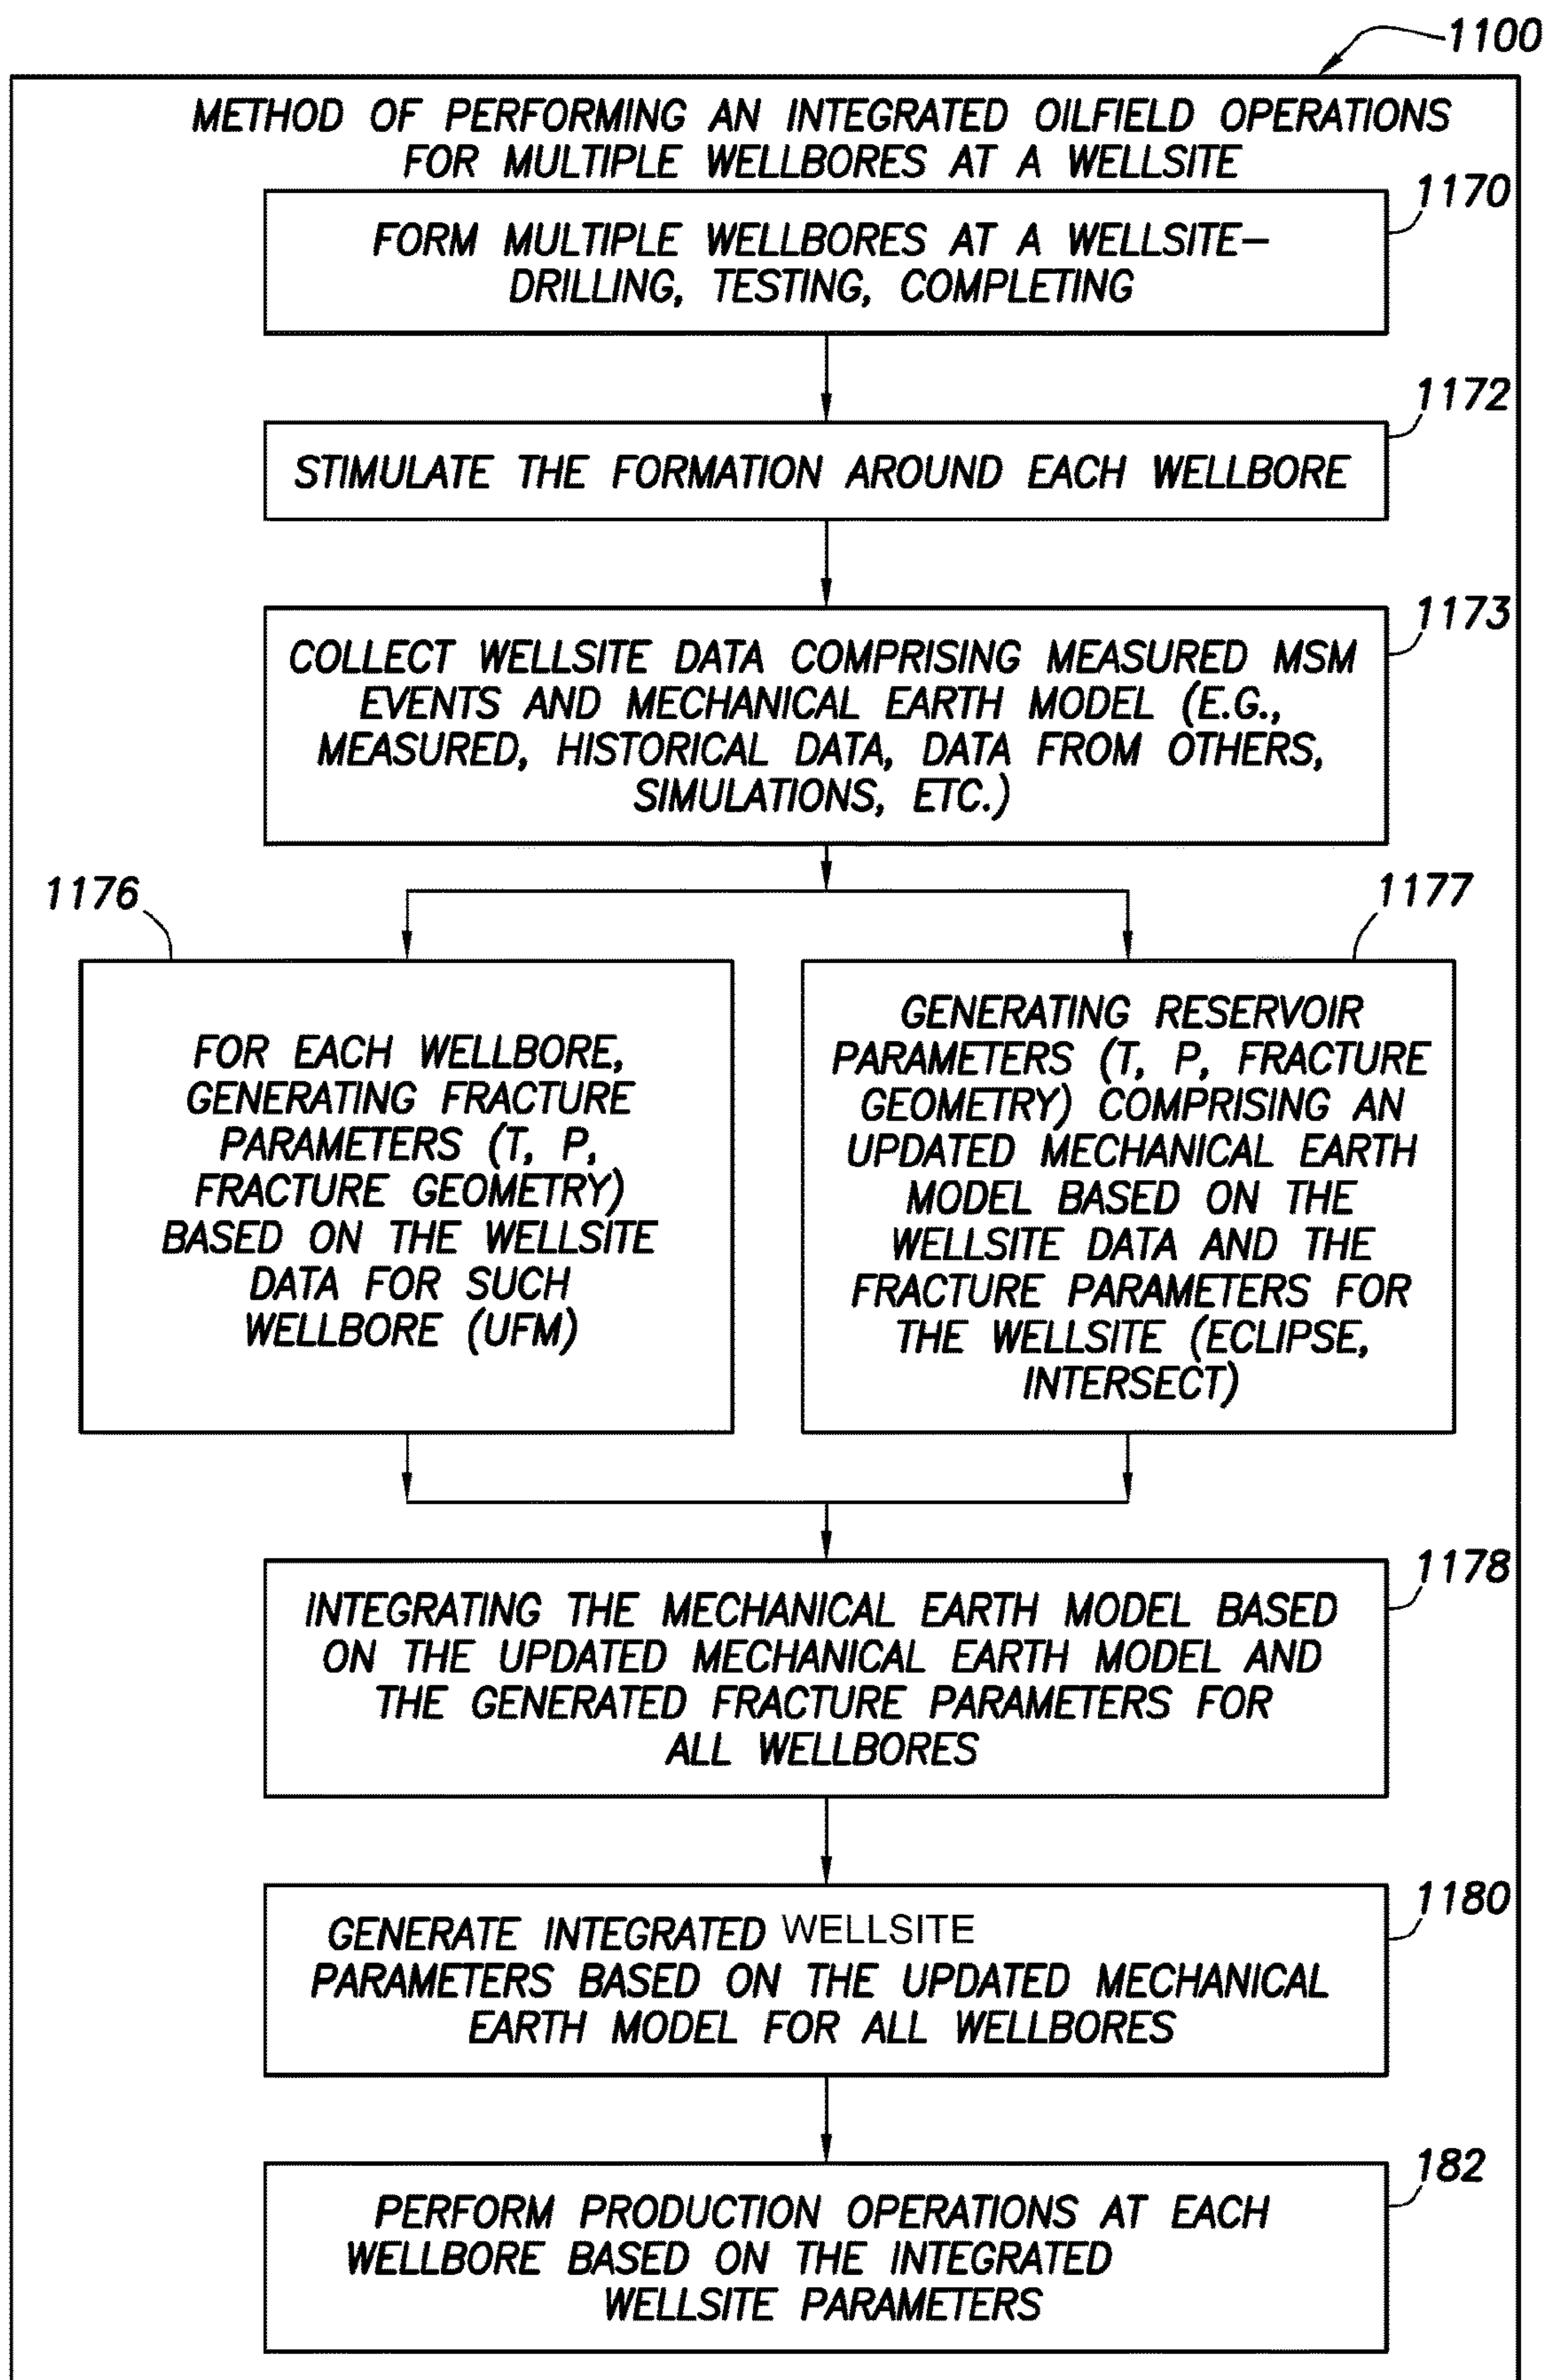 1100
METHOD OF PERFORMING AN INTEGRATED OILFIELD OPERATIONS
FOR MULTIPLE WELLBORES AT A WELLSITE
1170
FORM MULTIPLE WELLBORES AT A WELLSITE–
DRILLING, TESTING, COMPLETING
1172
STIMULATE THE FORMATION AROUND EACH WELLBORE
1173
COLLECT WELLSITE DATA COMPRISING MEASURED MSM
EVENTS AND MECHANICAL EARTH MODEL (E.G.,
MEASURED, HISTORICAL DATA, DATA FROM OTHERS,
SIMULATIONS, ETC.)
1176
FOR EACH WELLBORE,
GENERATING FRACTURE
PARAMETERS (T, P,
FRACTURE GEOMETRY)
BASED ON THE WELLSITE
DATA FOR SUCH
WELLBORE (UFM)
1177
GENERATING RESERVOIR
PARAMETERS (T, P, FRACTURE
GEOMETRY) COMPRISING AN
UPDATED MECHANICAL EARTH
MODEL BASED ON THE
WELLSITE DATA AND THE
FRACTURE PARAMETERS FOR
THE WELLSITE (ECLIPSE,
INTERSECT)
1178
INTEGRATING THE MECHANICAL EARTH MODEL BASED
ON THE UPDATED MECHANICAL EARTH MODEL AND
THE GENERATED FRACTURE PARAMETERS FOR
ALL WELLBORES
1180
GENERATE INTEGRATED WELLSITE
PARAMETERS BASED ON THE UPDATED MECHANICAL
EARTH MODEL FOR ALL WELLBORES
182
PERFORM PRODUCTION OPERATIONS AT EACH
WELLBORE BASED ON THE INTEGRATED
WELLSITE PARAMETERS